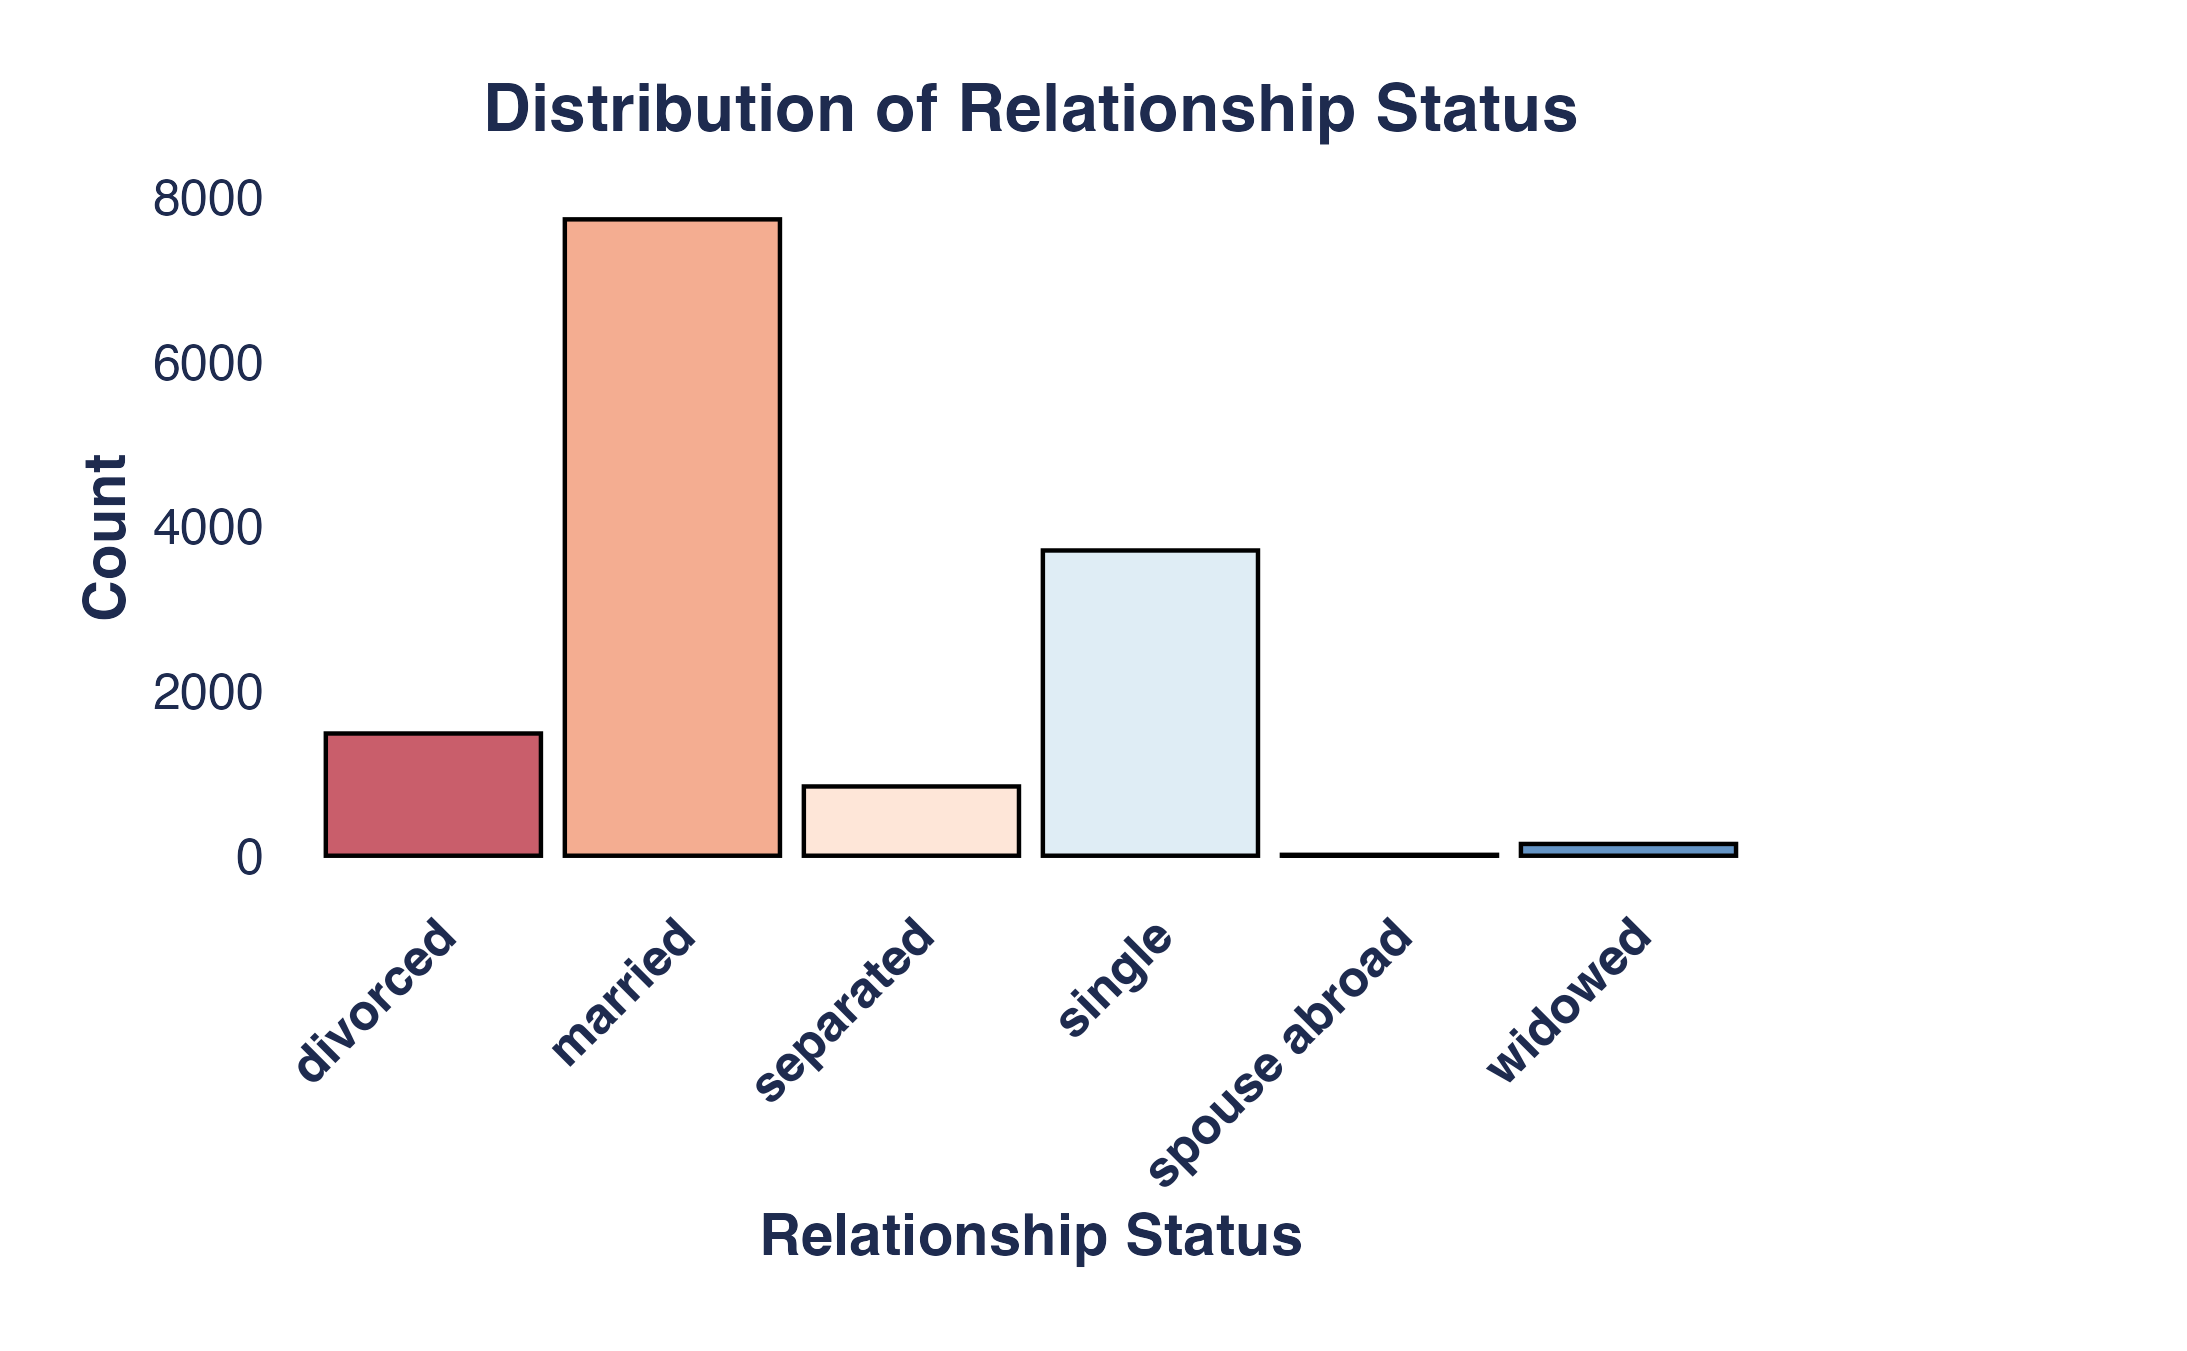 Distribution of Relationship Status
8000
6000
4000
2000
0
Count
divorced
married
separated
single
spouse abroad
widowed
Relationship Status